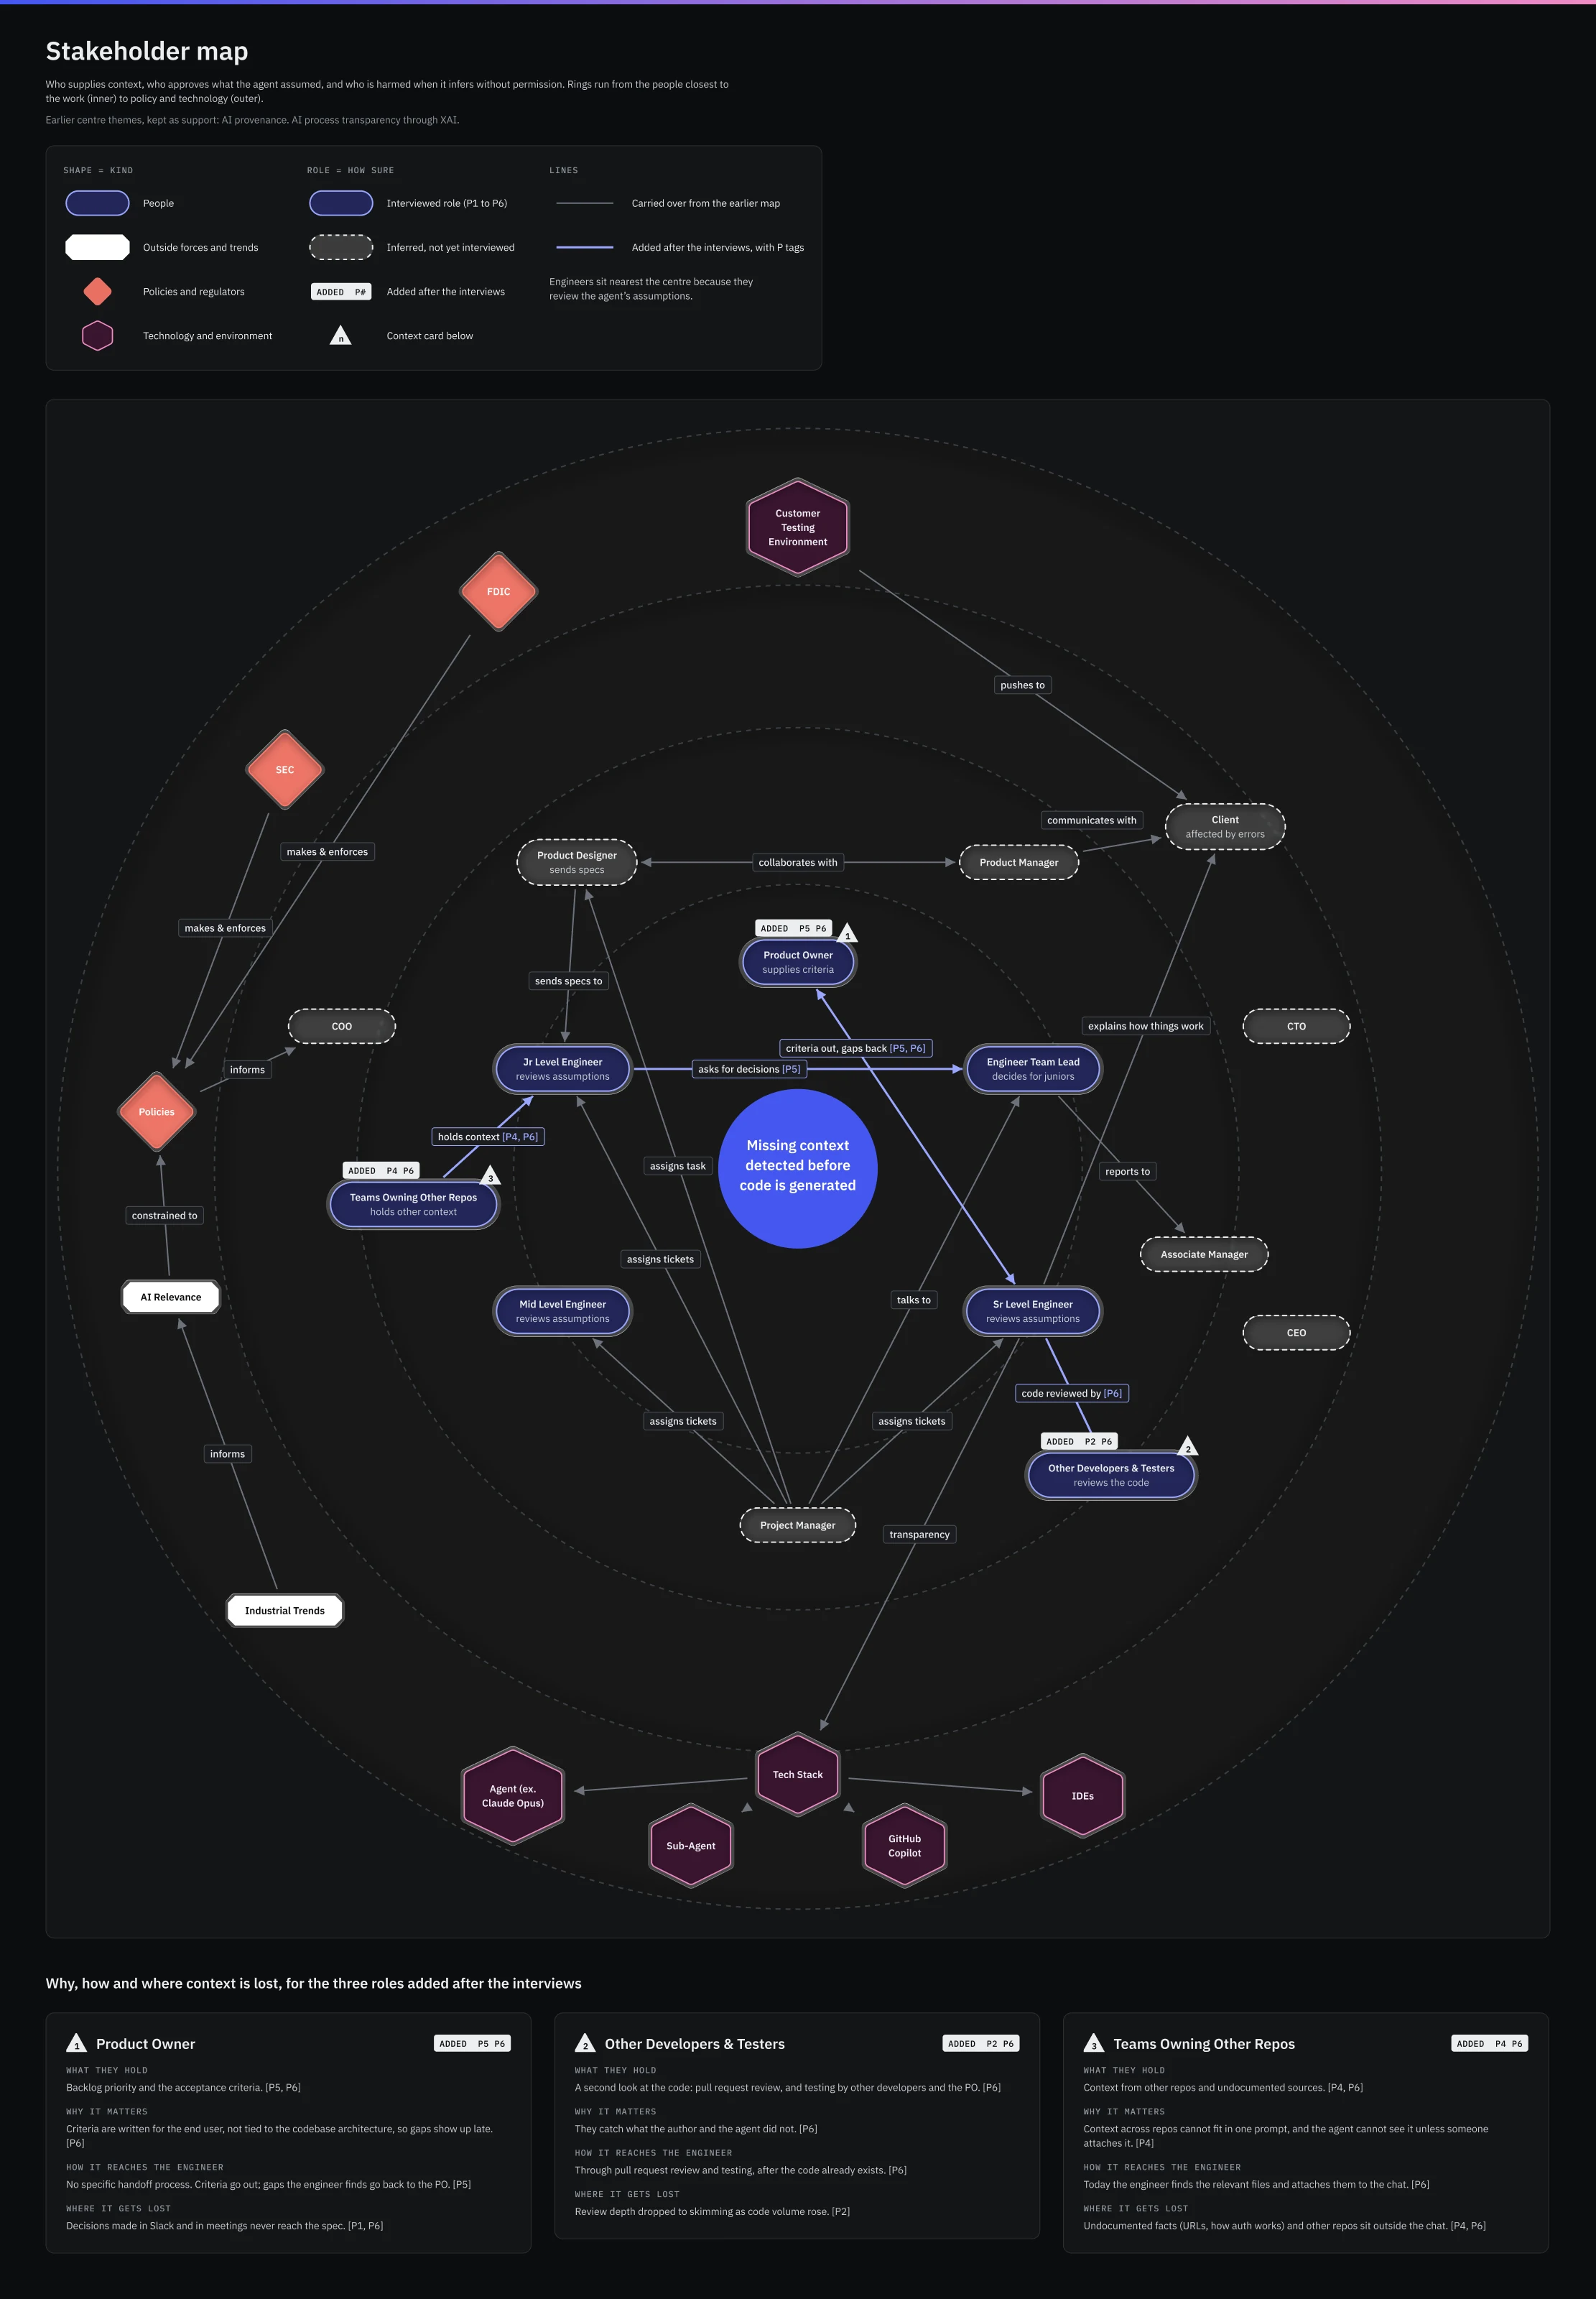 Stakeholder map
Who supplies context, who approves what the agent assumed, and who is harmed when it infers without permission. Rings run from the people closest to
the work (inner) to policy and technology (outer).
Earlier centre themes, kept as support: AI provenance. AI process transparency through XAI.
SHAPE = KIND
People
Outside forces and trends
Policies and regulators
Technology and environment
ROLE = HOW SURE
Interviewed role (P1 to P6)
Inferred, not yet interviewed
ADDED P#
Added after the interviews
n
Context card below
LINES
Carried over from the earlier map
Added after the interviews, with P tags
Engineers sit nearest the centre because they
review the agent's assumptions.
Customer
Testing
Environment
FDIC
pushes to
SEC
Client
affected by errors
communicates with
makes & enforces
Product Designer
sends specs
collaborates with
Product Manager
makes & enforces
ADDED P5 P6
1
Product Owner
supplies criteria
sends specs to
COO
explains how things work
CTO
criteria out, gaps back [P5, P6]
Jr Level Engineer
reviews assumptions
asks for decisions [P5]
Engineer Team Lead
decides for juniors
informs
Policies
holds context [P4, P6]
Missing context
detected before
code is generated
assigns task
reports to
ADDED P4 P6
3
Teams Owning Other Repos
holds other context
constrained to
assigns tickets
Associate Manager
AI Relevance
talks to
Mid Level Engineer
reviews assumptions
Sr Level Engineer
reviews assumptions
CEO
code reviewed by [P6]
assigns tickets
assigns tickets
ADDED P2 P6
2
Other Developers & Testers
reviews the code
informs
Project Manager
transparency
Industrial Trends
Tech Stack
Agent (ex.
Claude Opus)
IDEs
Sub-Agent
GitHub
Copilot
Why, how and where context is lost, for the three roles added after the interviews
1
Product Owner
ADDED P5 P6
WHAT THEY HOLD
Backlog priority and the acceptance criteria. [P5, P6]
WHY IT MATTERS
Criteria are written for the end user, not tied to the codebase architecture, so gaps show up late.
[P6]
HOW IT REACHES THE ENGINEER
No specific handoff process. Criteria go out; gaps the engineer finds go back to the PO. [P5]
WHERE IT GETS LOST
Decisions made in Slack and in meetings never reach the spec. [P1, P6]
2
Other Developers & Testers
ADDED P2 P6
WHAT THEY HOLD
A second look at the code: pull request review, and testing by other developers and the PO. [P6]
WHY IT MATTERS
They catch what the author and the agent did not. [P6]
HOW IT REACHES THE ENGINEER
Through pull request review and testing, after the code already exists. [P6]
WHERE IT GETS LOST
Review depth dropped to skimming as code volume rose. [P2]
3
Teams Owning Other Repos
ADDED P4 P6
WHAT THEY HOLD
Context from other repos and undocumented sources. [P4, P6]
WHY IT MATTERS
Context across repos cannot fit in one prompt, and the agent cannot see it unless someone
attaches it. [P4]
HOW IT REACHES THE ENGINEER
Today the engineer finds the relevant files and attaches them to the chat. [P6]
WHERE IT GETS LOST
Undocumented facts (URLs, how auth works) and other repos sit outside the chat. [P4, P6]